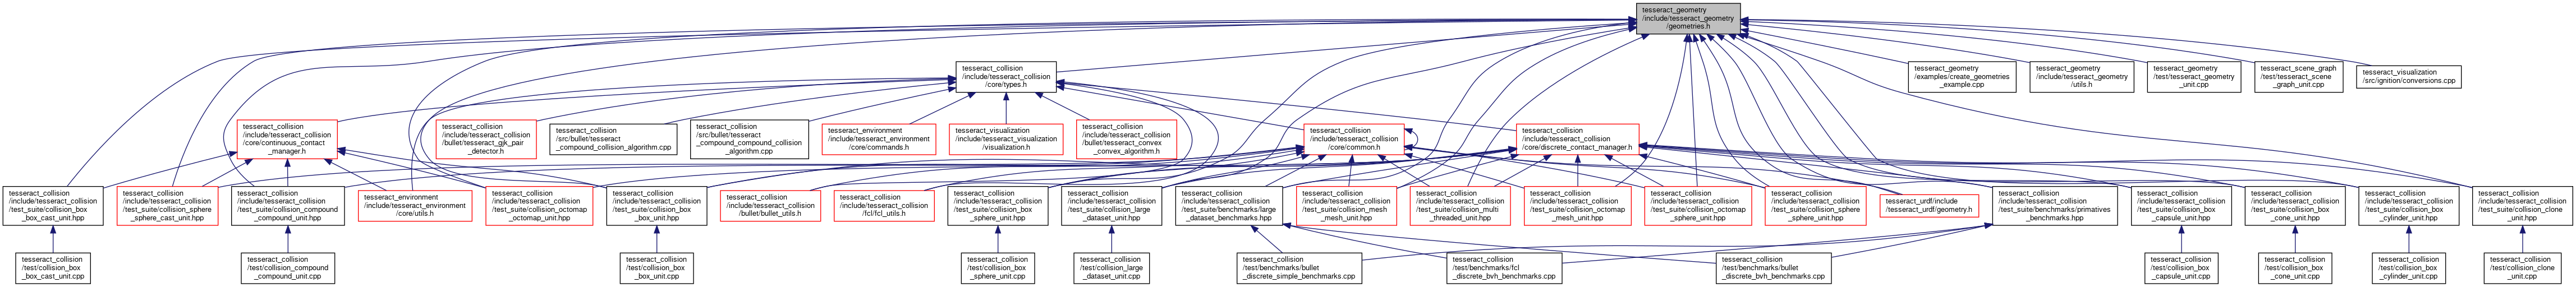 tesseract_geometry
/include/tesseract_geometry
/geometries.h
tesseract_collision
/include/tesseract_collision
/core/types.h
tesseract_geometry
/examples/create_geometries
_example.cpp
tesseract_geometry
/include/tesseract_geometry
/utils.h
tesseract_geometry
/test/tesseract_geometry
_unit.cpp
tesseract_scene_graph
/test/tesseract_scene
_graph_unit.cpp
tesseract_visualization
/src/ignition/conversions.cpp
tesseract_collision
/include/tesseract_collision
/core/continuous_contact
_manager.h
tesseract_collision
/include/tesseract_collision
/bullet/tesseract_gjk_pair
_detector.h
tesseract_collision
/src/bullet/tesseract
_compound_collision_algorithm.cpp
tesseract_collision
/src/bullet/tesseract
_compound_compound_collision
_algorithm.cpp
tesseract_environment
/include/tesseract_environment
/core/commands.h
tesseract_visualization
/include/tesseract_visualization
/visualization.h
tesseract_collision
/include/tesseract_collision
/bullet/tesseract_convex
_convex_algorithm.h
tesseract_collision
/include/tesseract_collision
/core/common.h
tesseract_collision
/include/tesseract_collision
/core/discrete_contact_manager.h
tesseract_collision
/include/tesseract_collision
/test_suite/collision_box
_box_cast_unit.hpp
tesseract_collision
/include/tesseract_collision
/test_suite/collision_sphere
_sphere_cast_unit.hpp
tesseract_collision
/include/tesseract_collision
/test_suite/collision_compound
_compound_unit.hpp
tesseract_environment
/include/tesseract_environment
/core/utils.h
tesseract_collision
/include/tesseract_collision
/test_suite/collision_octomap
_octomap_unit.hpp
tesseract_collision
/include/tesseract_collision
/test_suite/collision_box
_box_unit.hpp
tesseract_collision
/include/tesseract_collision
/bullet/bullet_utils.h
tesseract_collision
/include/tesseract_collision
/fcl/fcl_utils.h
tesseract_collision
/include/tesseract_collision
/test_suite/collision_box
_sphere_unit.hpp
tesseract_collision
/include/tesseract_collision
/test_suite/collision_large
_dataset_unit.hpp
tesseract_collision
/include/tesseract_collision
/test_suite/benchmarks/large
_dataset_benchmarks.hpp
tesseract_collision
/include/tesseract_collision
/test_suite/collision_mesh
_mesh_unit.hpp
tesseract_collision
/include/tesseract_collision
/test_suite/collision_multi
_threaded_unit.hpp
tesseract_collision
/include/tesseract_collision
/test_suite/collision_octomap
_mesh_unit.hpp
tesseract_collision
/include/tesseract_collision
/test_suite/collision_octomap
_sphere_unit.hpp
tesseract_collision
/include/tesseract_collision
/test_suite/collision_sphere
_sphere_unit.hpp
tesseract_urdf/include
/tesseract_urdf/geometry.h
tesseract_collision
/include/tesseract_collision
/test_suite/benchmarks/primitives
_benchmarks.hpp
tesseract_collision
/include/tesseract_collision
/test_suite/collision_box
_capsule_unit.hpp
tesseract_collision
/include/tesseract_collision
/test_suite/collision_box
_cone_unit.hpp
tesseract_collision
/include/tesseract_collision
/test_suite/collision_box
_cylinder_unit.hpp
tesseract_collision
/include/tesseract_collision
/test_suite/collision_clone
_unit.hpp
tesseract_collision
/test/collision_box
_box_cast_unit.cpp
tesseract_collision
/test/collision_compound
_compound_unit.cpp
tesseract_collision
/test/collision_box
_box_unit.cpp
tesseract_collision
/test/collision_box
_sphere_unit.cpp
tesseract_collision
/test/collision_large
_dataset_unit.cpp
tesseract_collision
/test/benchmarks/bullet
_discrete_simple_benchmarks.cpp
tesseract_collision
/test/benchmarks/fcl
_discrete_bvh_benchmarks.cpp
tesseract_collision
/test/benchmarks/bullet
_discrete_bvh_benchmarks.cpp
tesseract_collision
/test/collision_box
_capsule_unit.cpp
tesseract_collision
/test/collision_box
_cone_unit.cpp
tesseract_collision
/test/collision_box
_cylinder_unit.cpp
tesseract_collision
/test/collision_clone
_unit.cpp